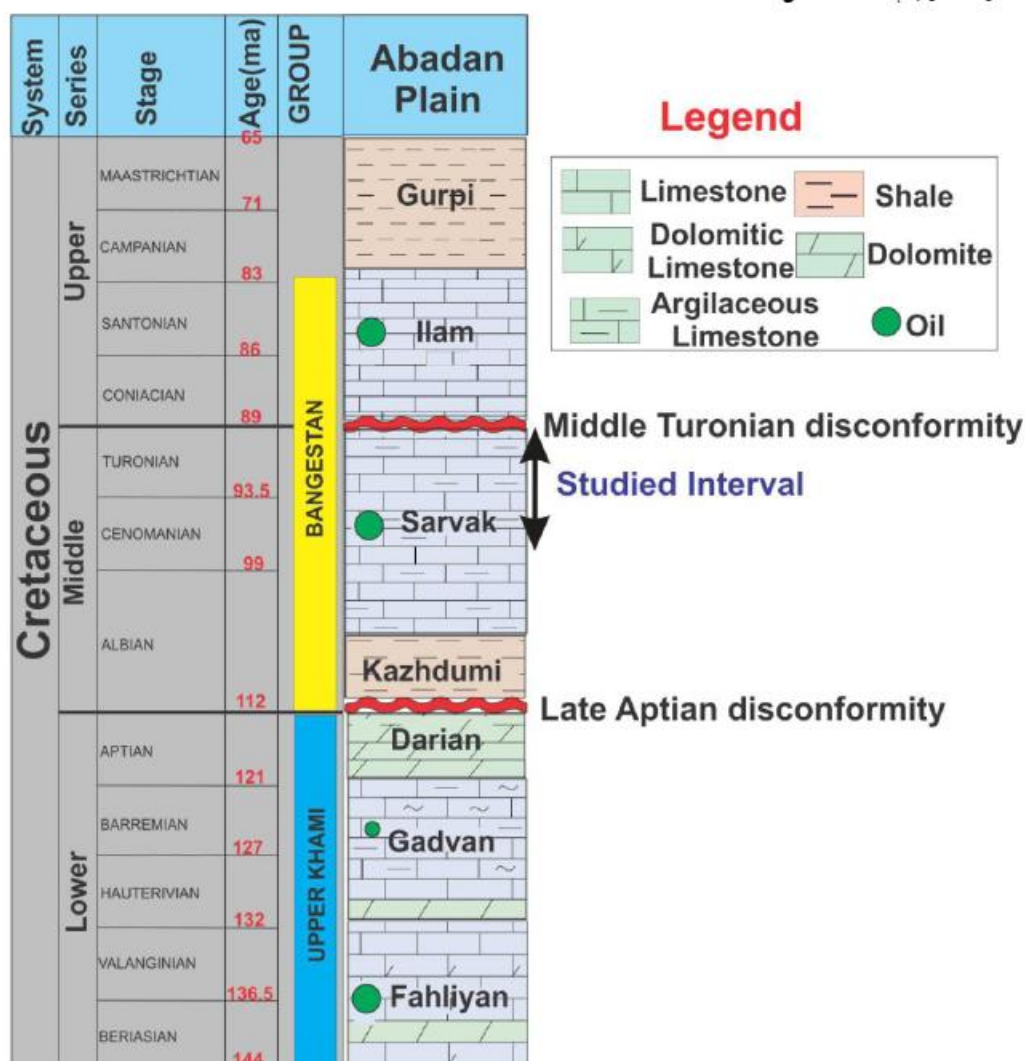 System
Series
Stage
Age(ma)
GROUP
Abadan
Plain
Cretaceous
Upper
Middle
Lower
MAASTRICHTIAN
CAMPANIAN
SANTONIAN
CONIACIAN
TURONIAN
CENOMANIAN
ALBIAN
APTIAN
BARREMIAN
HAUTERIVIAN
VALANGINIAN
BERIASIAN
65
71
83
86
89
93.5
99
112
121
127
132
136.5
144
BANGESTAN
UPPER KHAMI
Gurpi
Ilam
Sarvak
Kazhdumi
Darian
Gadvan
Fahliyan
Legend
Limestone
Shale
Dolomitic
Limestone
Dolomite
Argilaceous
Limestone
Oil
Middle Turonian disconformity
Studied Interval
Late Aptian disconformity